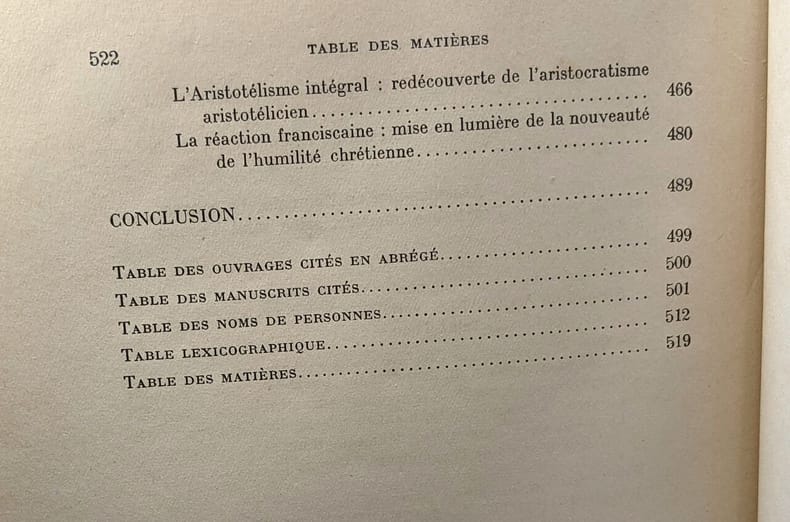 522 TABLE DES MATIÈRES
L'Aristotélisme intégral : redécouverte de l'aristocratisme
aristotélicien.................................... 466
La réaction franciscaine : mise en lumière de la nouveauté
de l'humilité chrétienne......................... 480
CONCLUSION............................................. 489
TABLE DES OUVRAGES CITÉS EN ABRÉGÉ....................... 499
TABLE DES MANUSCRITS CITÉS................................ 500
TABLE DES NOMS DE PERSONNES............................... 501
TABLE LEXICOGRAPHIQUE..................................... 512
TABLE DES MATIÈRES........................................ 519